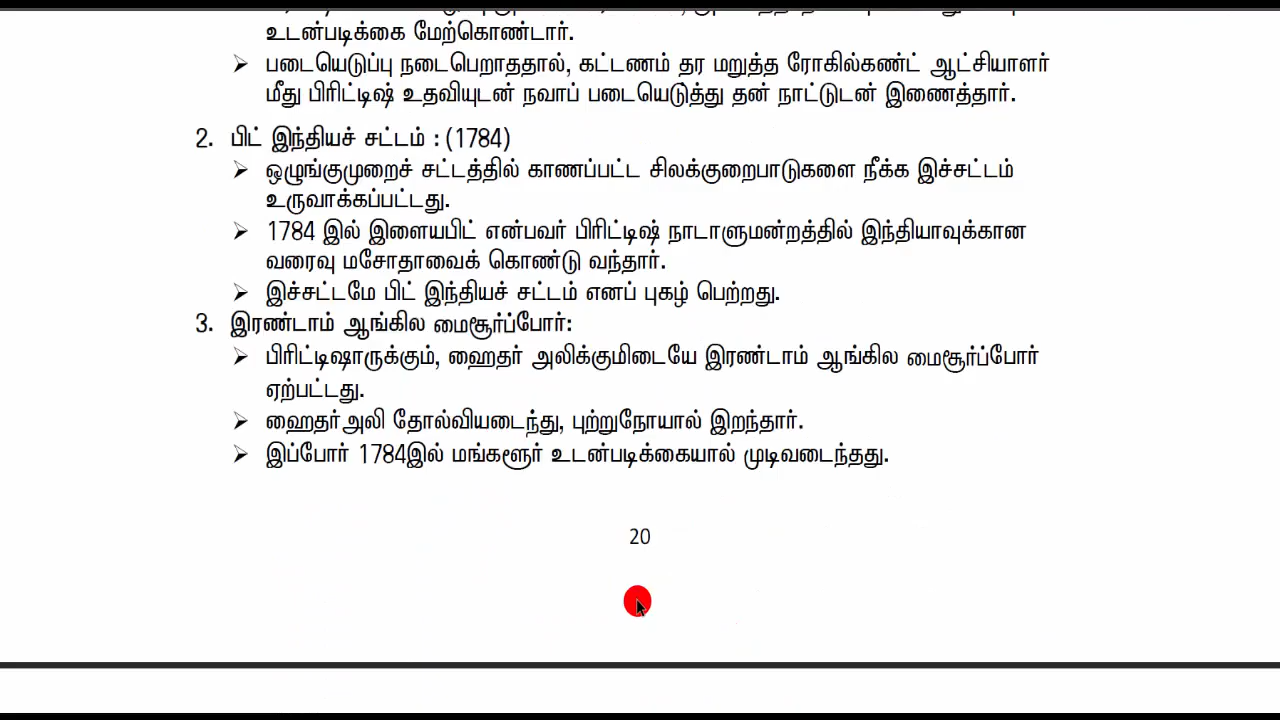 உடன்படிக்கை மேற்கொண்டார்.
➢ படையெடுப்பு நடைபெறாததால், கட்டணம் தர மறுத்த ரோகில்கண்ட் ஆட்சியாளர்
மீது பிரிட்டிஷ் உதவியுடன் நவாப் படையெடுத்து தன் நாட்டுடன் இணைத்தார்.
2. பிட் இந்தியச் சட்டம் : (1784)
➢ ஒழுங்குமுறைச் சட்டத்தில் காணப்பட்ட சிலக்குறைபாடுகளை நீக்க இச்சட்டம்
உருவாக்கப்பட்டது.
➢ 1784 இல் இளையபிட் என்பவர் பிரிட்டிஷ் நாடாளுமன்றத்தில் இந்தியாவுக்கான
வரைவு மசோதாவைக் கொண்டு வந்தார்.
➢ இச்சட்டமே பிட் இந்தியச் சட்டம் எனப் புகழ் பெற்றது.
3. இரண்டாம் ஆங்கில மைசூர்ப்போர்:
➢ பிரிட்டிஷாருக்கும், ஹைதர் அலிக்குமிடையே இரண்டாம் ஆங்கில மைசூர்ப்போர்
ஏற்பட்டது.
➢ ஹைதர்அலி தோல்வியடைந்து, புற்றுநோயால் இறந்தார்.
➢ இப்போர் 1784இல் மங்களூர் உடன்படிக்கையால் முடிவடைந்தது.
20